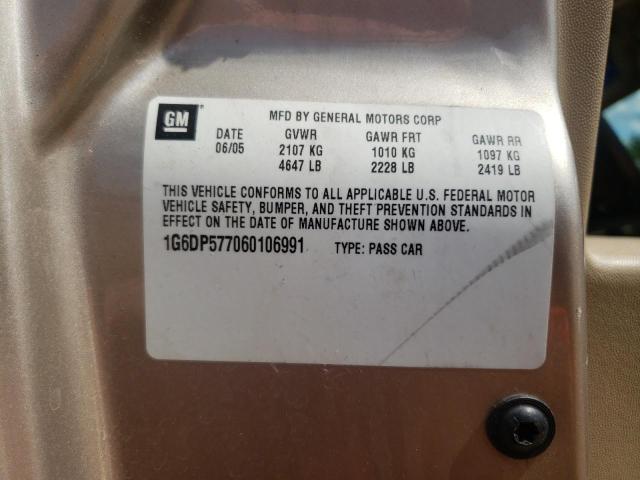 GM
MFD BY GENERAL MOTORS CORP
DATE GVWR GAWR FRT GAWR RR
06/05 2107 KG 1010 KG 1097 KG
4647 LB 2228 LB 2419 LB
THIS VEHICLE CONFORMS TO ALL APPLICABLE U.S. FEDERAL MOTOR
VEHICLE SAFETY, BUMPER, AND THEFT PREVENTION STANDARDS IN
EFFECT ON THE DATE OF MANUFACTURE SHOWN ABOVE.
1G6DP577060106991 TYPE: PASS CAR